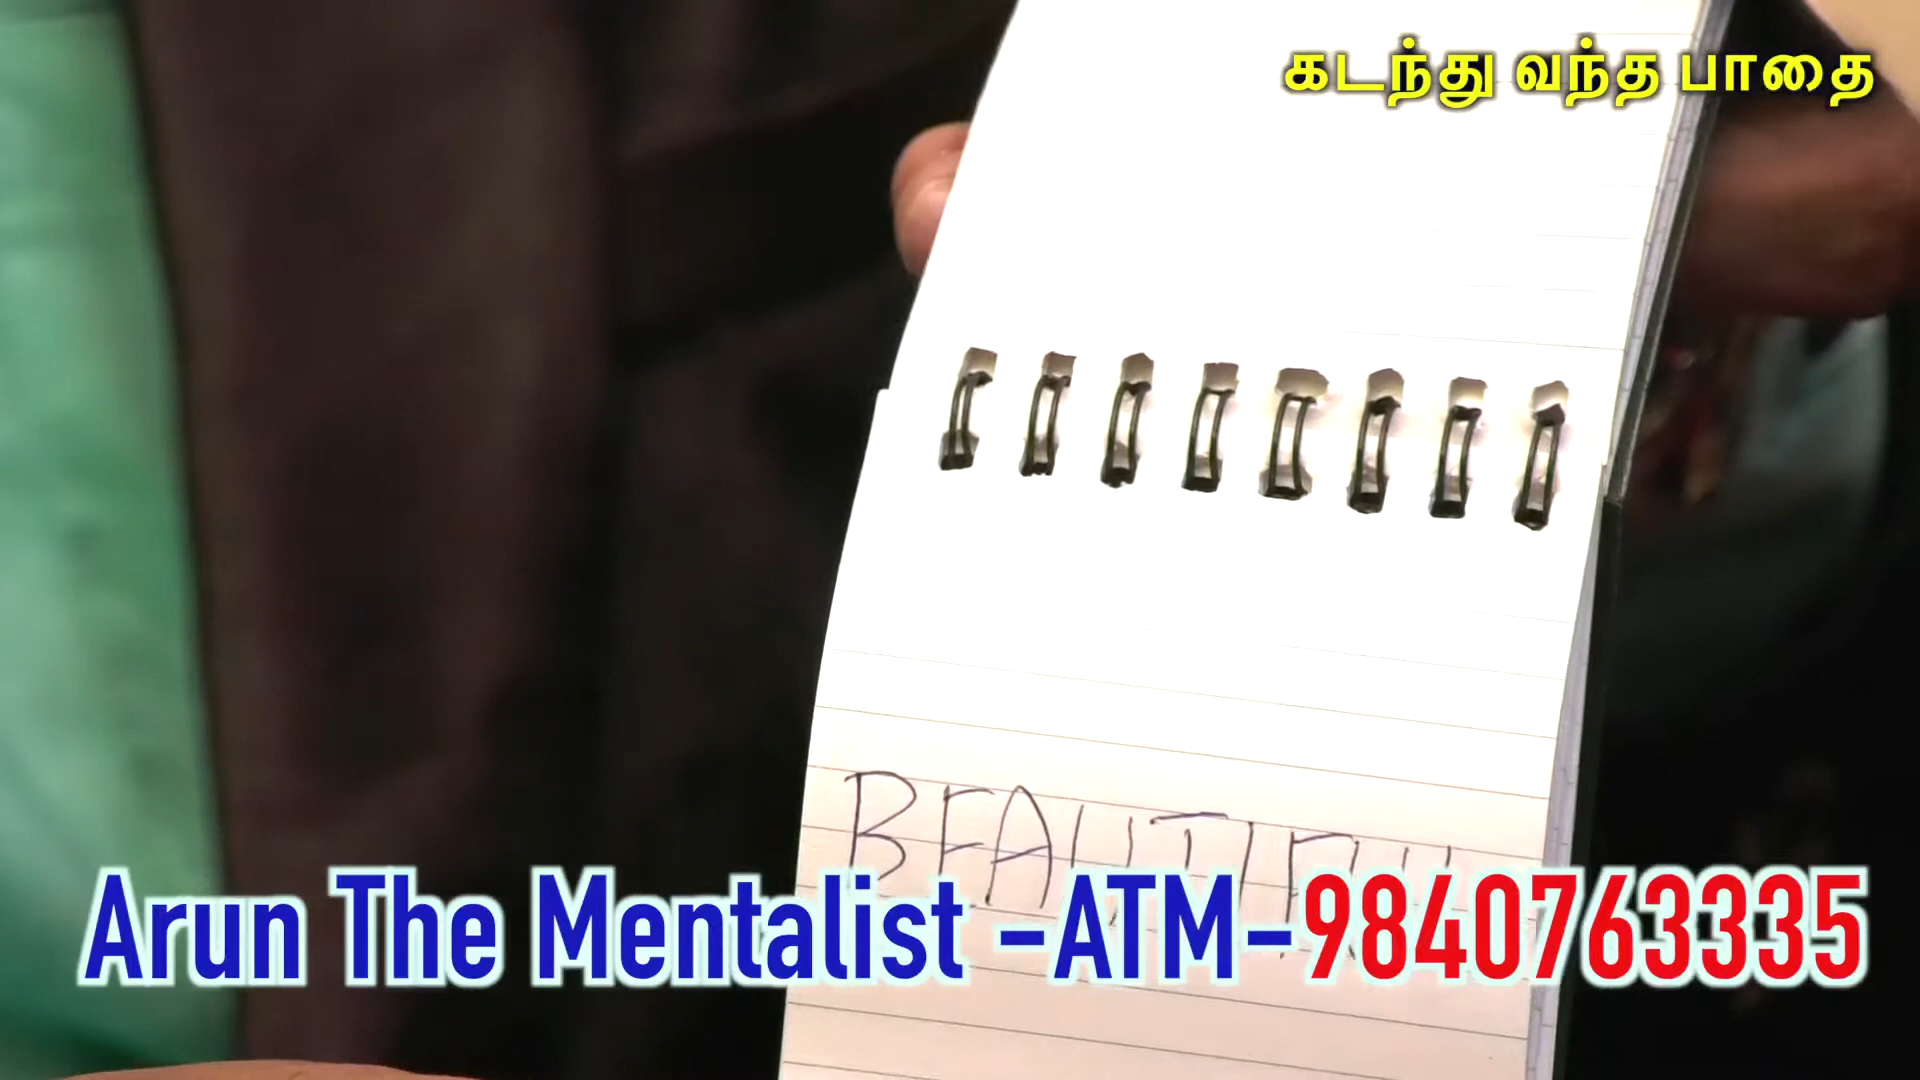 கடந்து வந்த பாதை
Arun The Mentalist -ATM-9840763335